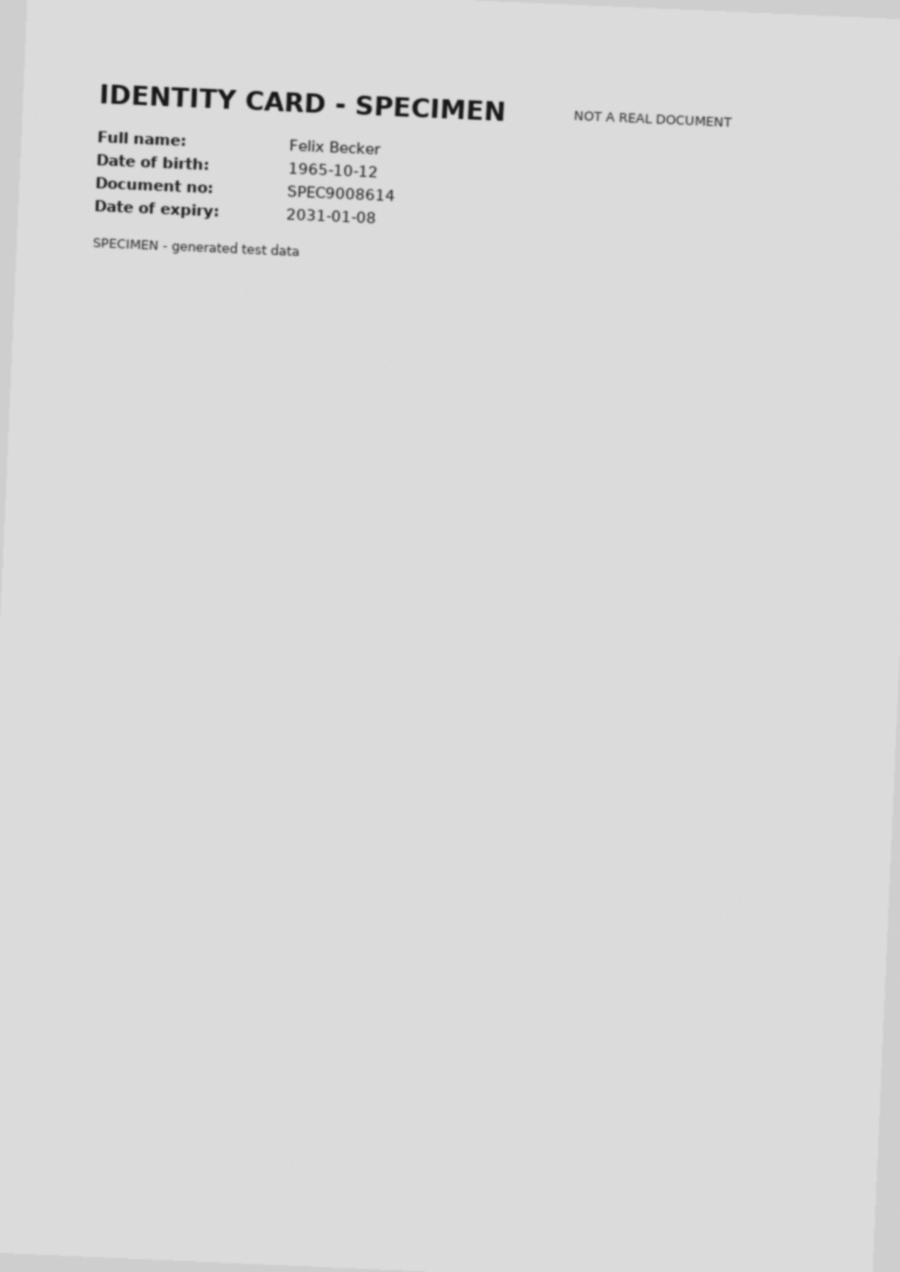 IDENTITY CARD - SPECIMEN NOT A REAL DOCUMENT
Full name: Felix Becker
Date of birth: 1965-10-12
Document no: SPEC9008614
Date of expiry: 2031-01-08
SPECIMEN - generated test data